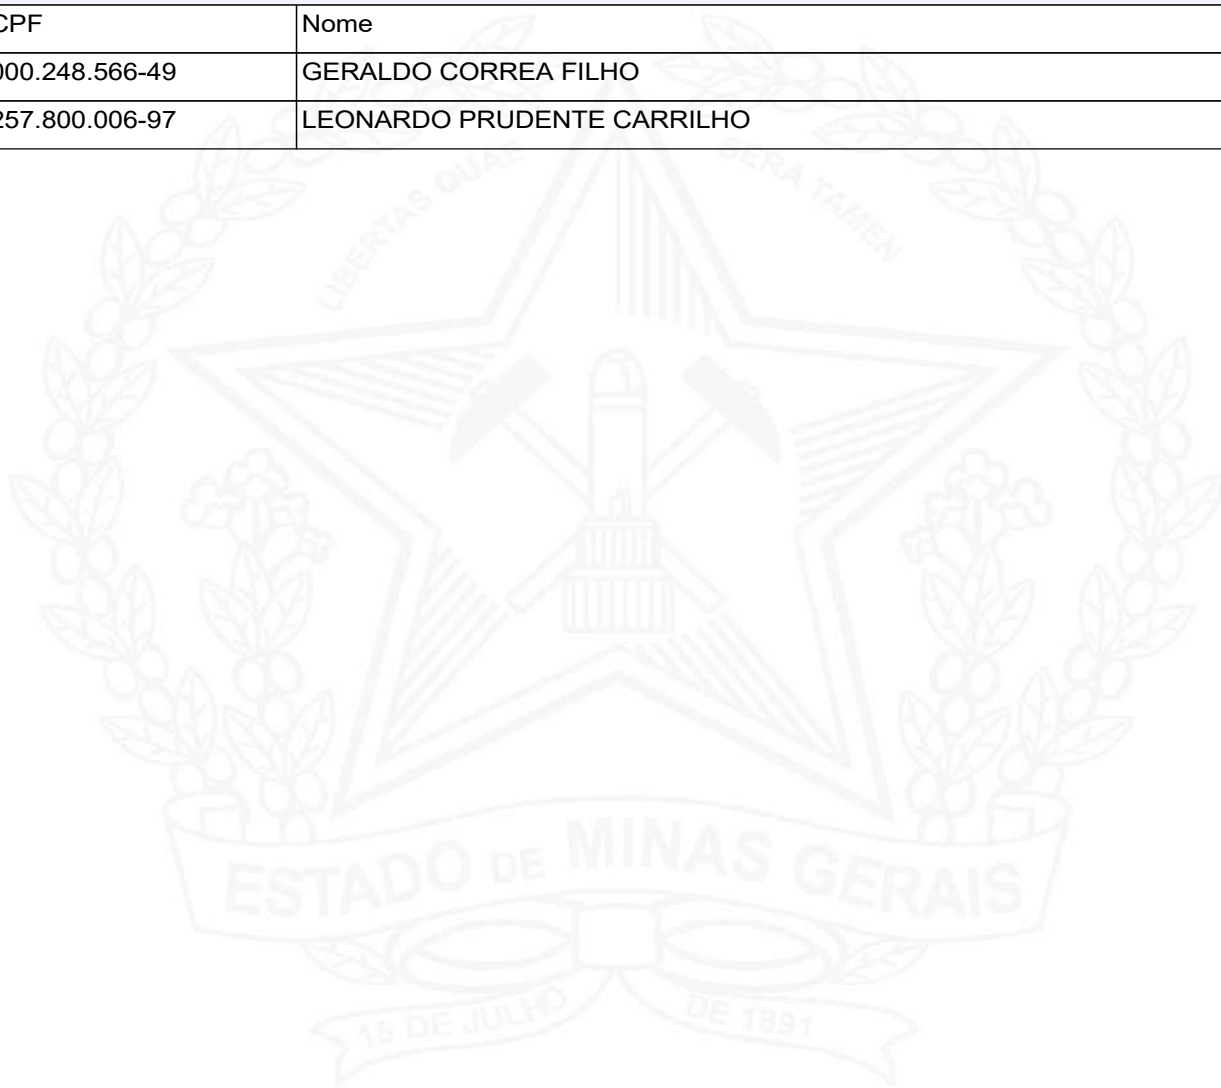 CPF Nome
000.248.566-49 GERALDO CORREA FILHO
257.800.006-97 LEONARDO PRUDENTE CARRILHO
LIBERTAS QUAE SERA TAMEN
ESTADO DE MINAS GERAIS
15 DE JULHO DE 1891